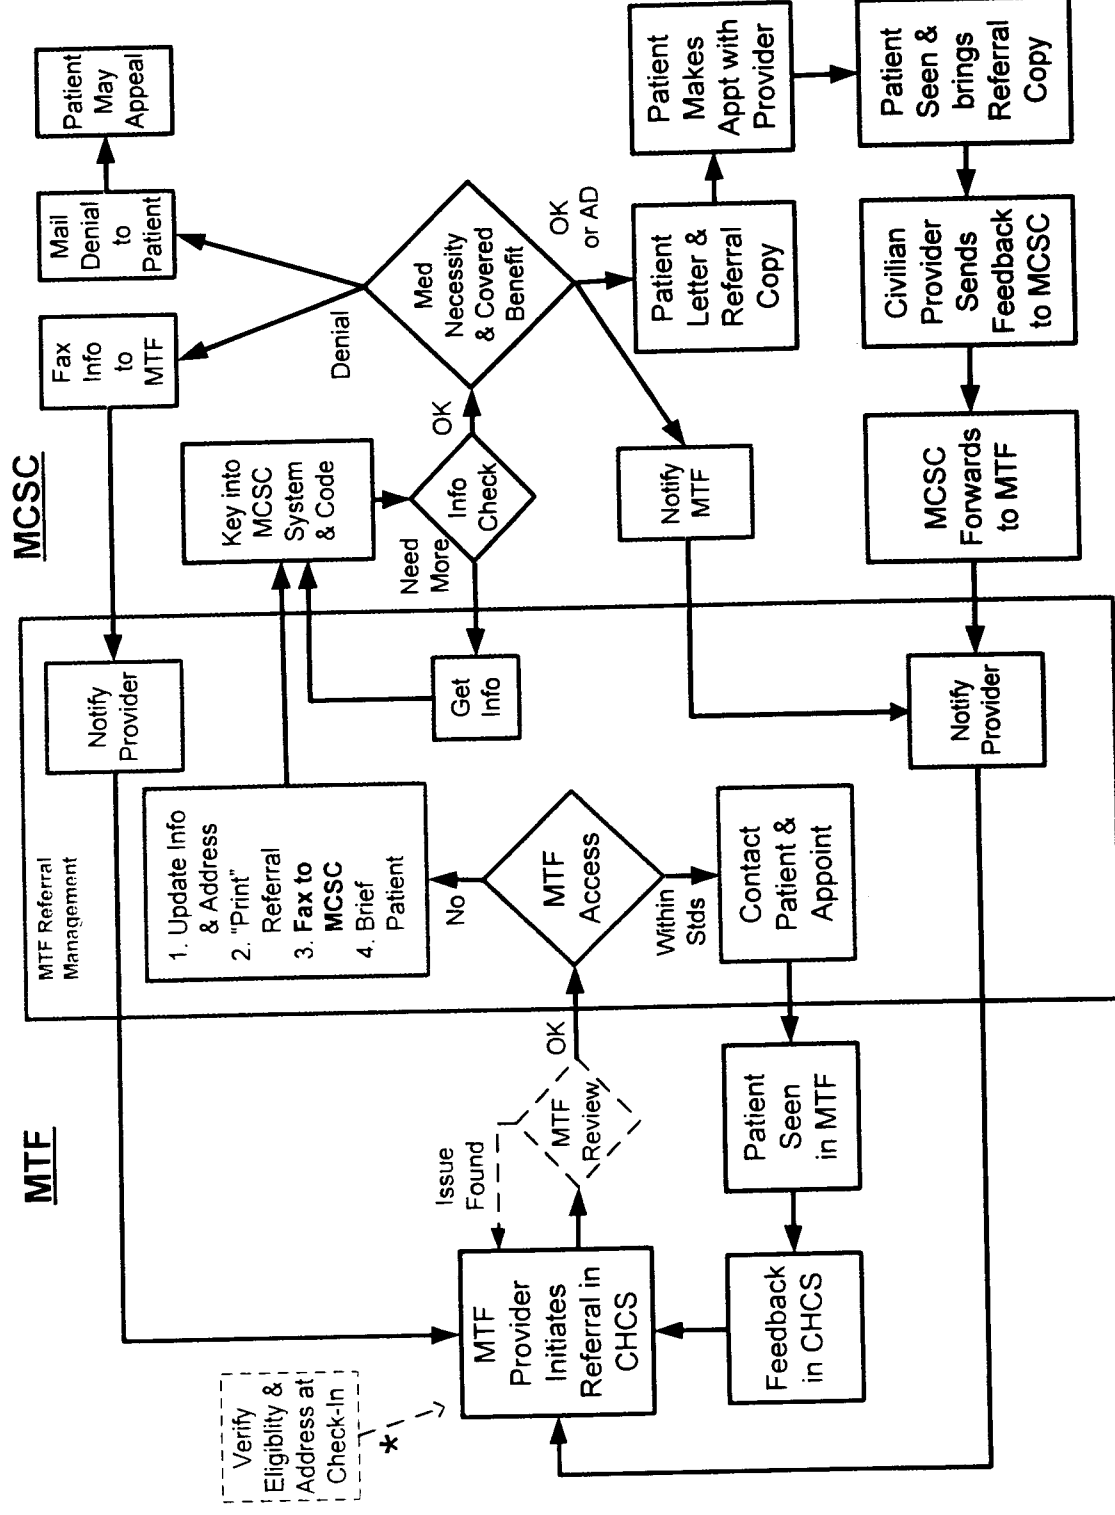 MTF
MCSC
MTF Referral
Management
Verify
Eligiblity &
Address at
Check-In
*
MTF
Provider
Initiates
Referral in
CHCS
Issue
Found
MTF
Review
OK
MTF
Access
No
Within
Stds
1. Update Info
& Address
2. "Print"
Referral
3. Fax to
MCSC
4. Brief
Patient
Contact
Patient &
Appoint
Patient
Seen
in MTF
Feedback
in CHCS
Notify
Provider
Get
Info
Key into
MCSC
System
& Code
Need
More
Info
Check
OK
Med
Necessity
& Covered
Benefit
Denial
Fax
Info
to
MTF
Mail
Denial
to
Patient
Patient
May
Appeal
OK
or AD
Notify
MTF
Patient
Letter &
Referral
Copy
Patient
Makes
Appt with
Provider
Patient
Seen &
brings
Referral
Copy
Civilian
Provider
Sends
Feedback
to MCSC
MCSC
Forwards
to MTF
Notify
Provider